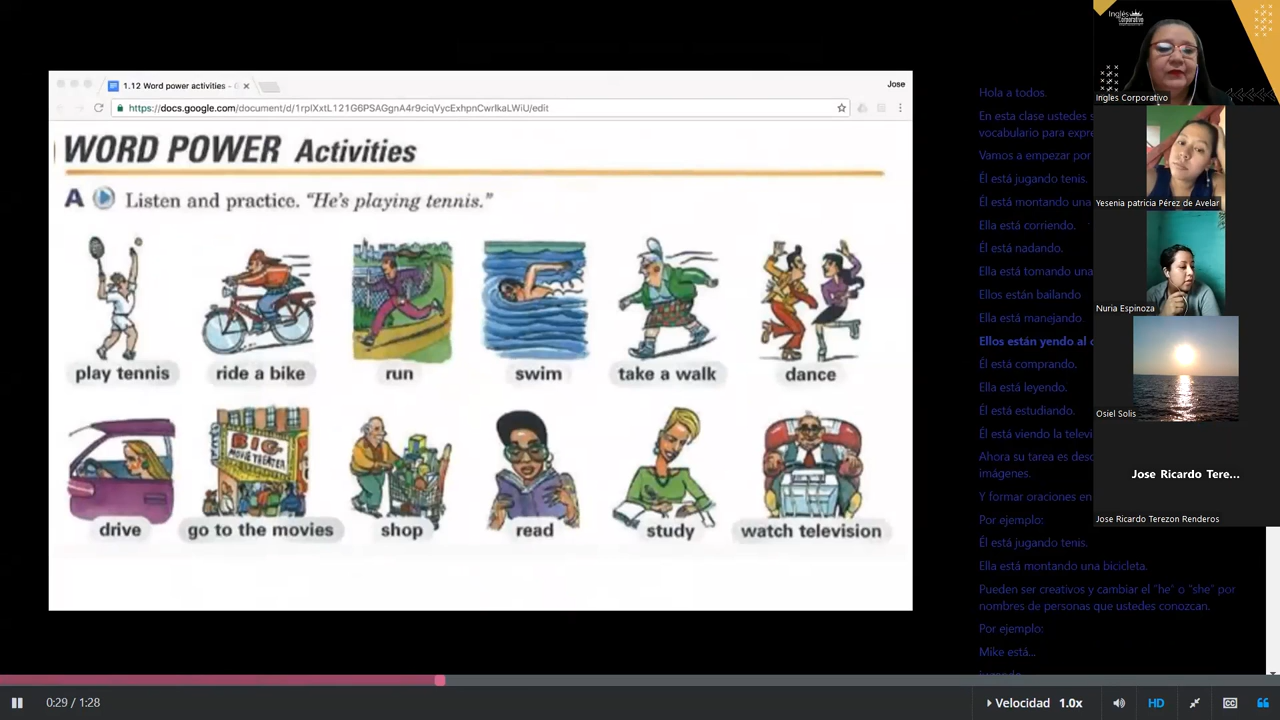 1.12 Word power activities -
Jose
https://docs.google.com/document/d/1rpIXxtL121G6PSAGgnA4r9ciqVycExhpnCwrIkaLWiU/edit
WORD POWER Activities
A Listen and practice. "He's playing tennis."
play tennis
ride a bike
run
swim
take a walk
dance
BIG
MOVIE THEATER
drive
go to the movies
shop
read
study
watch television
Hola a todos.
En esta clase ustedes
vocabulario para
Vamos a empezar por
Él está jugando tenis.
Él está montando una
Ella está corriendo.
Él está nadando.
Ella está tomando una
Ellos están bailando
Ella está manejando
Ellos están yendo al
Él está comprando.
Ella está leyendo.
Él está estudiando.
Él está viendo la
Ahora su tarea es
imágenes.
Y formar oraciones en
Por ejemplo:
Él está jugando tenis.
Ella está montando una bicicleta.
Pueden ser creativos y cambiar el "he" o "she" por
nombres de personas que ustedes conozcan.
Por ejemplo:
Mike está...
jugando
Inglés
Corporativo
Ingles Corporativo
Yesenia patricia Pérez de Avelar
Nuria Espinoza
Osiel Solis
Jose Ricardo Tere...
Jose Ricardo Terezon Renderos
0:29 / 1:28
Velocidad 1.0x
HD
CC